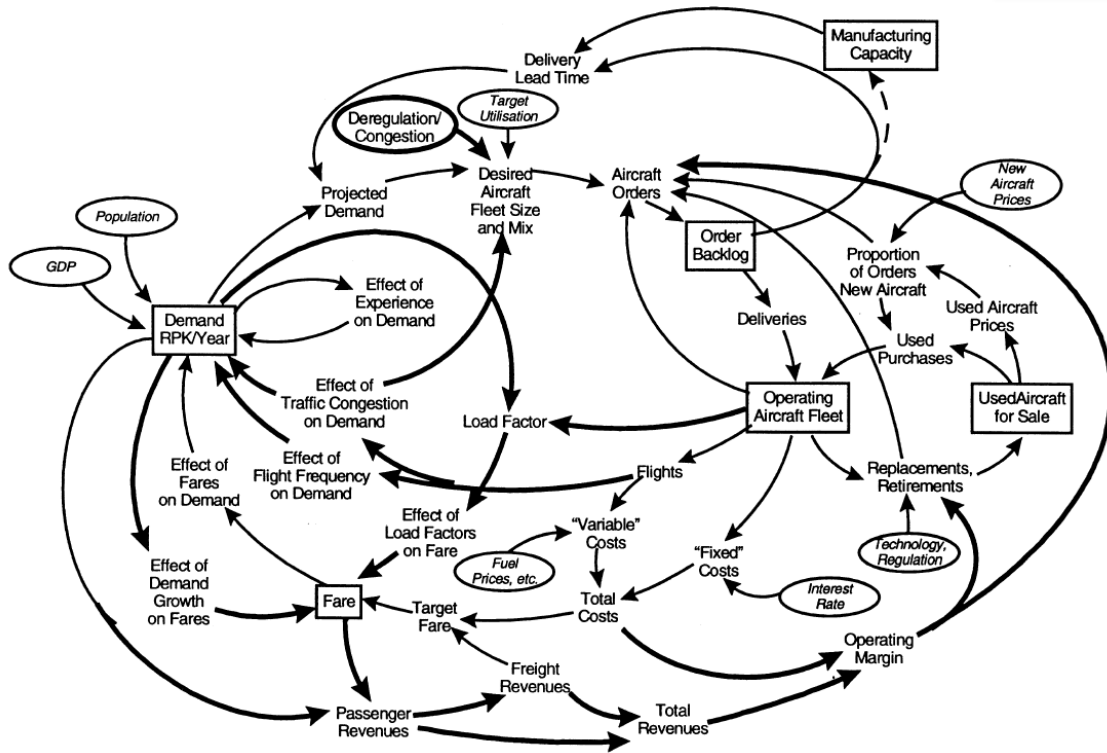 Manufacturing
Capacity
Delivery
Lead Time
Target
Utilisation
Deregulation/
Congestion
Projected
Demand
Desired
Aircraft
Fleet Size
and Mix
Aircraft
Orders
New
Aircraft
Prices
Population
GDP
Order
Backlog
Proportion
of Orders
New Aircraft
Effect of
Experience
on Demand
Demand
RPK/Year
Deliveries
Used Aircraft
Prices
Used
Purchases
Effect of
Traffic Congestion
on Demand
Load Factor
Operating
Aircraft Fleet
UsedAircraft
for Sale
Effect of
Fares
on Demand
Effect of
Flight Frequency
on Demand
Flights
Replacements,
Retirements
Effect of
Load Factors
on Fare
"Variable"
Costs
"Fixed"
Costs
Technology,
Regulation
Fuel
Prices, etc.
Effect of
Demand
Growth
on Fares
Fare
Target
Fare
Total
Costs
Interest
Rate
Operating
Margin
Freight
Revenues
Passenger
Revenues
Total
Revenues